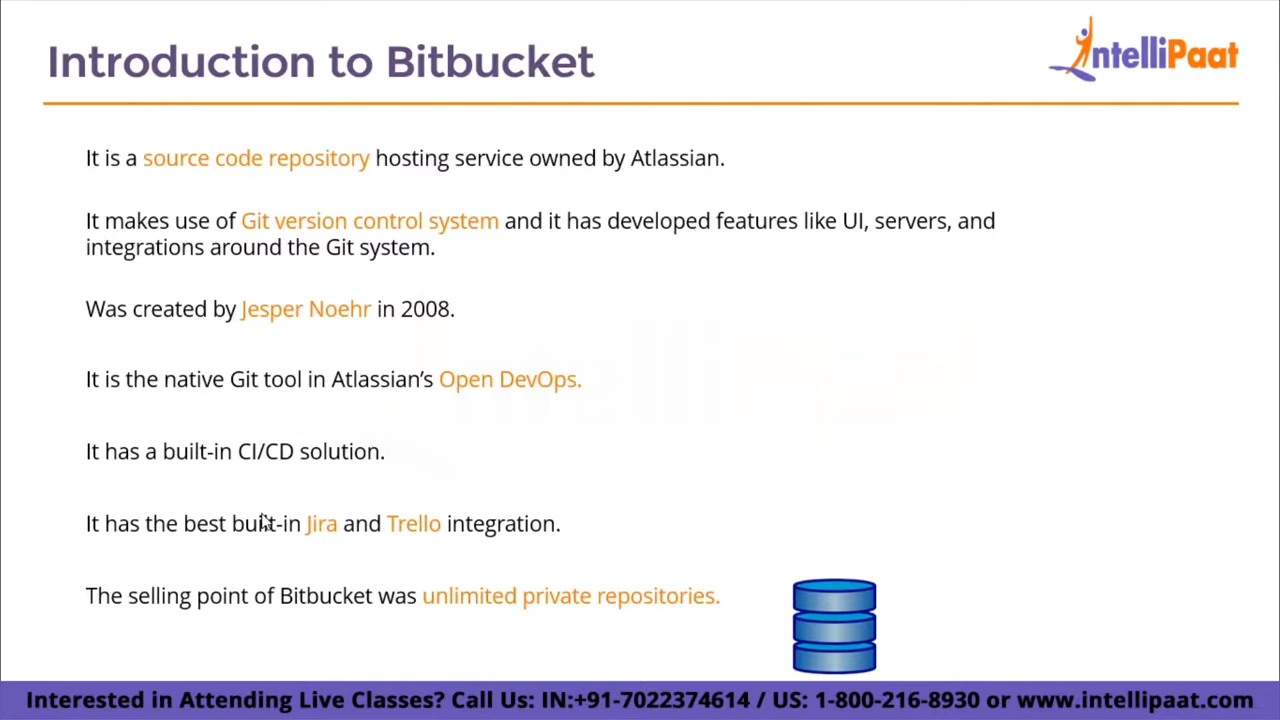 Introduction to Bitbucket
IntelliPaat
It is a source code repository hosting service owned by Atlassian.
It makes use of Git version control system and it has developed features like UI, servers, and
integrations around the Git system.
Was created by Jesper Noehr in 2008.
It is the native Git tool in Atlassian’s Open DevOps.
It has a built-in CI/CD solution.
It has the best built-in Jira and Trello integration.
The selling point of Bitbucket was unlimited private repositories.
Interested in Attending Live Classes? Call Us: IN:+91-7022374614 / US: 1-800-216-8930 or www.intellipaat.com